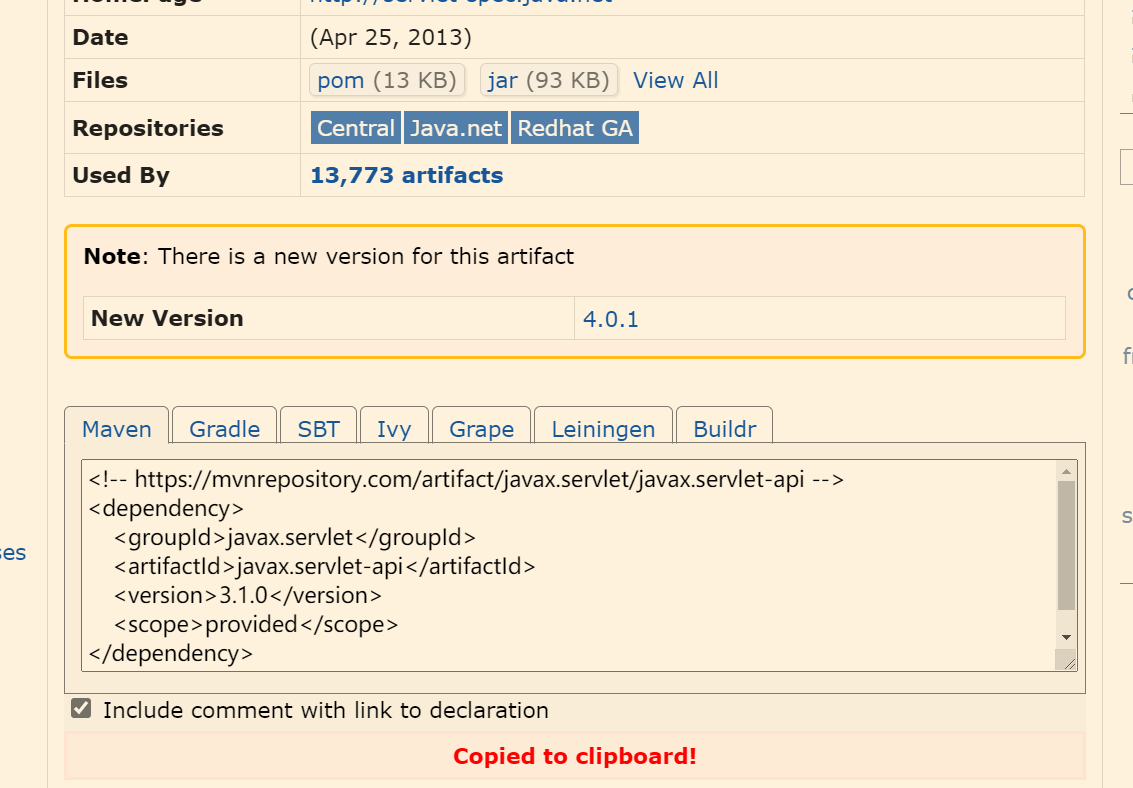 Date (Apr 25, 2013)
Files pom (13 KB) jar (93 KB) View All
Repositories Central Java.net Redhat GA
Used By 13,773 artifacts
Note: There is a new version for this artifact
New Version 4.0.1
Maven Gradle SBT Ivy Grape Leiningen Buildr
<!-- https://mvnrepository.com/artifact/javax.servlet/javax.servlet-api -->
<dependency>
    <groupId>javax.servlet</groupId>
    <artifactId>javax.servlet-api</artifactId>
    <version>3.1.0</version>
    <scope>provided</scope>
</dependency>
Include comment with link to declaration
Copied to clipboard!